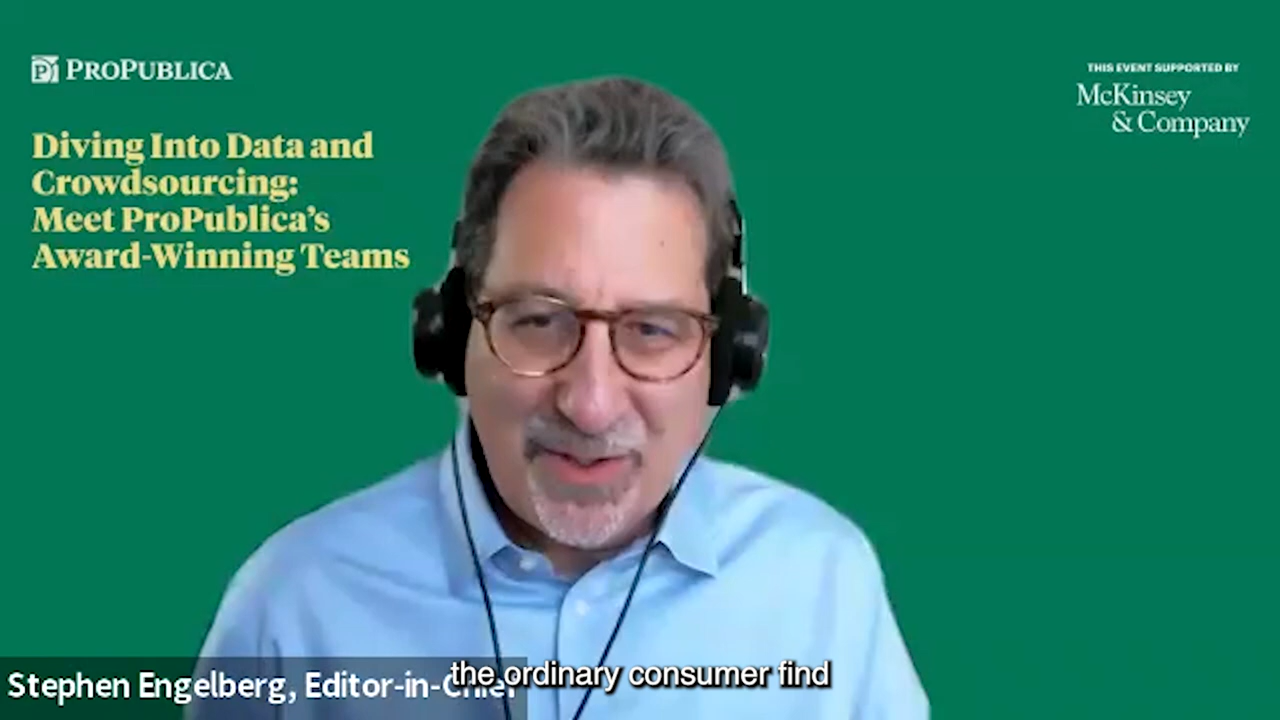 PROPUBLICA
THIS EVENT SUPPORTED BY
McKinsey
& Company
Diving Into Data and
Crowdsourcing:
Meet ProPublica's
Award-Winning Teams
Stephen Engelberg, Editor-in-Chief
the ordinary consumer find